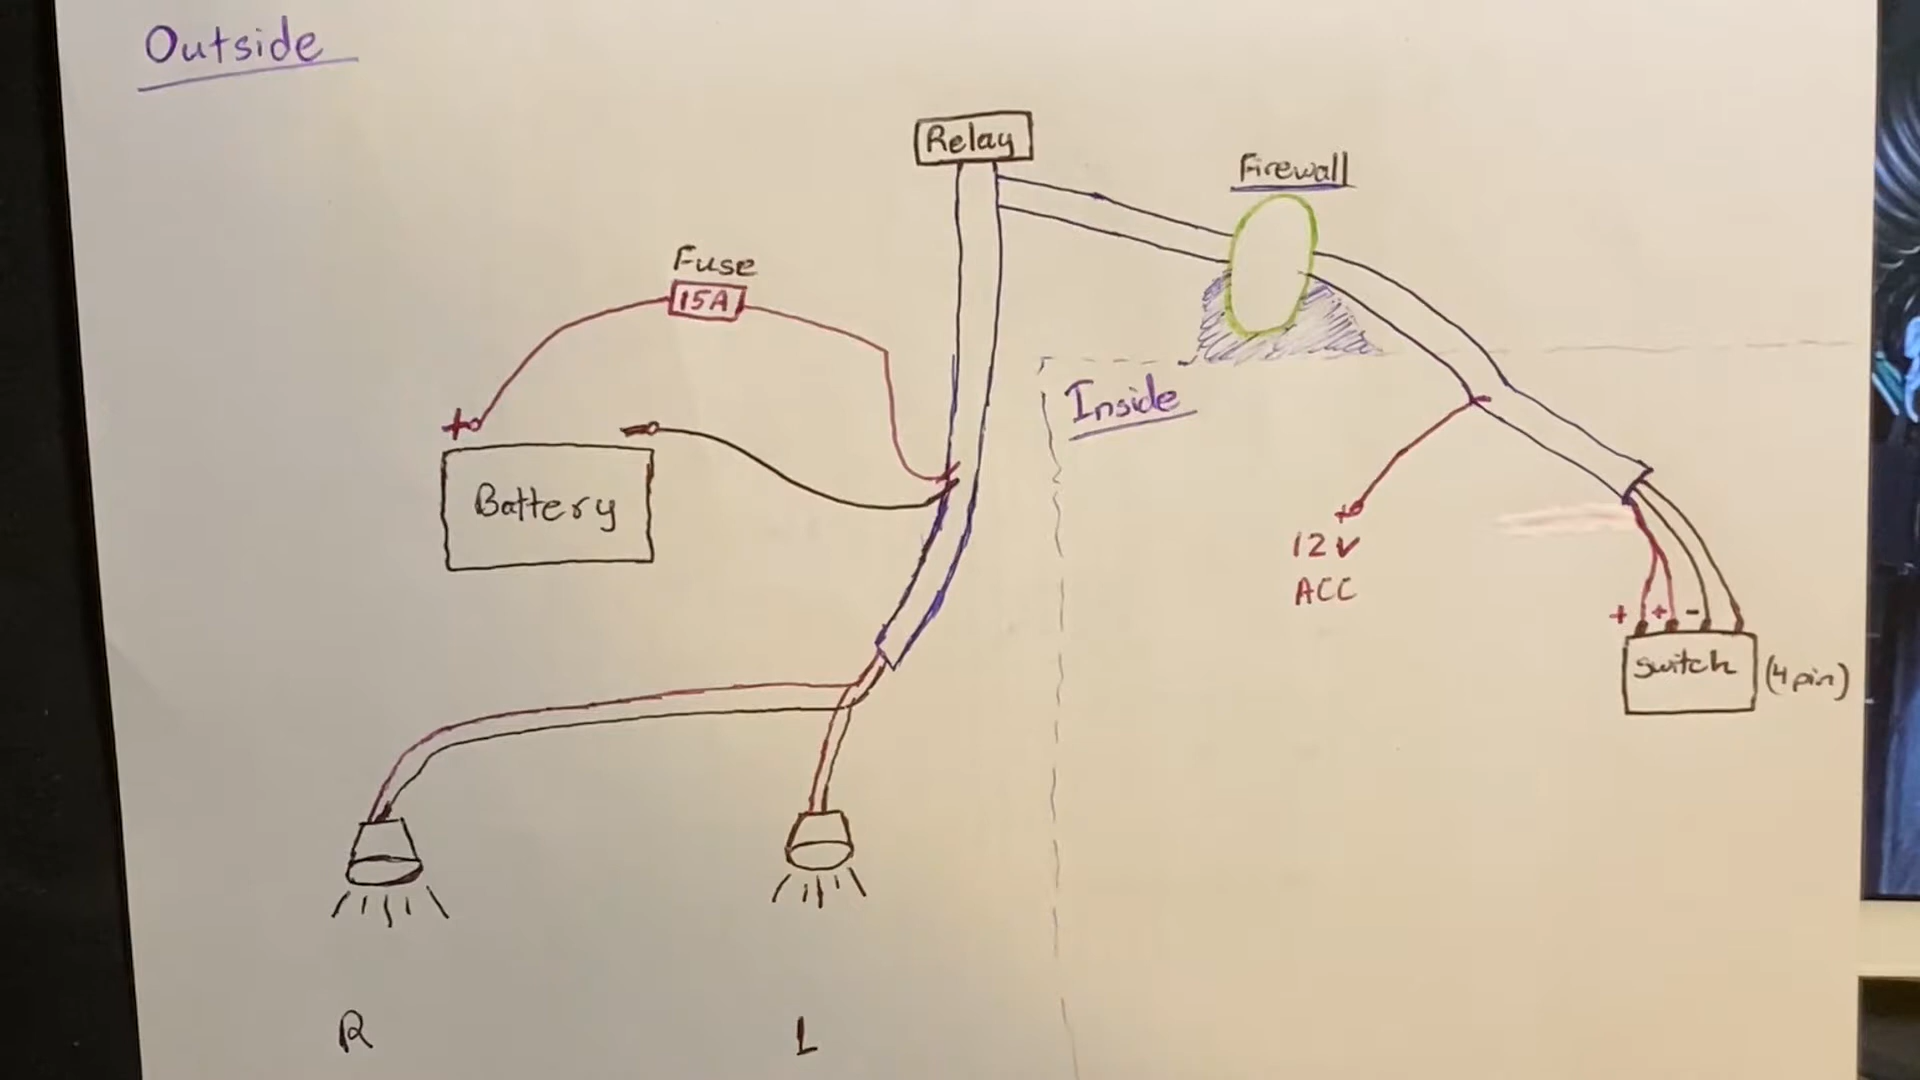 Outside
Relay
Firewall
Fuse
15A
+
-
Battery
Inside
+
12v
ACC
+ + -
switch (4 pin)
R
L